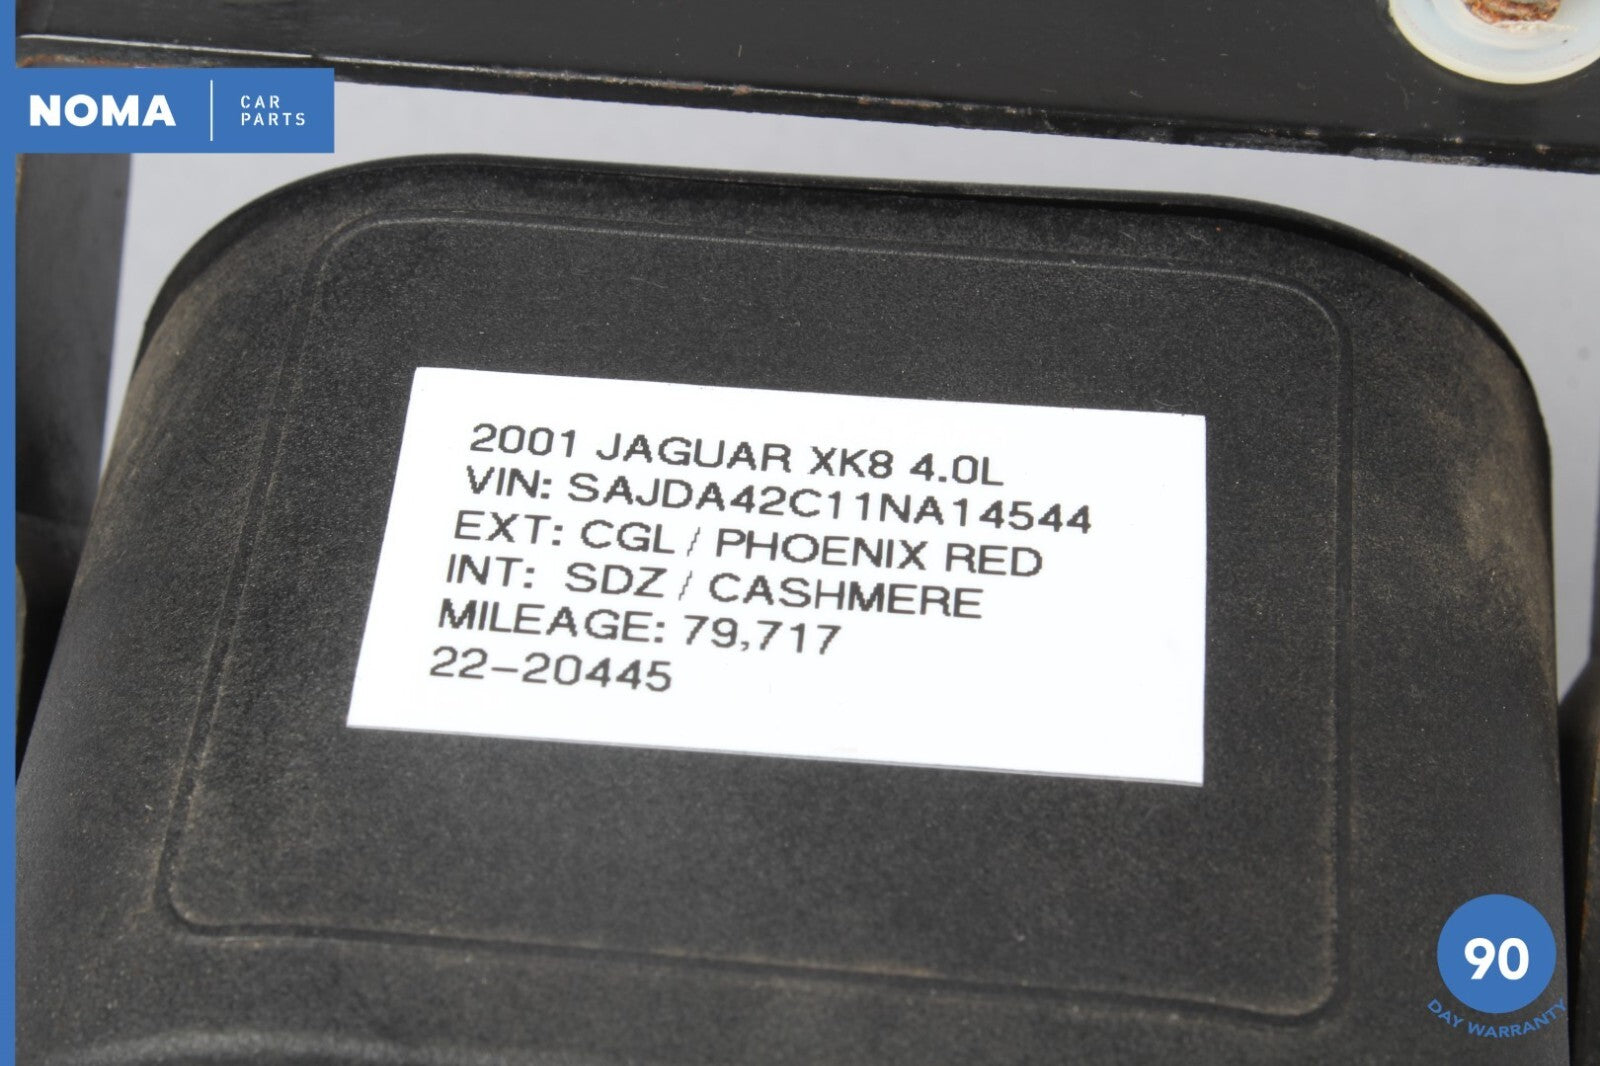 NOMA
CAR
PARTS
2001 JAGUAR XK8 4.0L
VIN: SAJDA42C11NA14544
EXT: CGL / PHOENIX RED
INT: SDZ / CASHMERE
MILEAGE: 79,717
22-20445
90
DAY WARRANTY